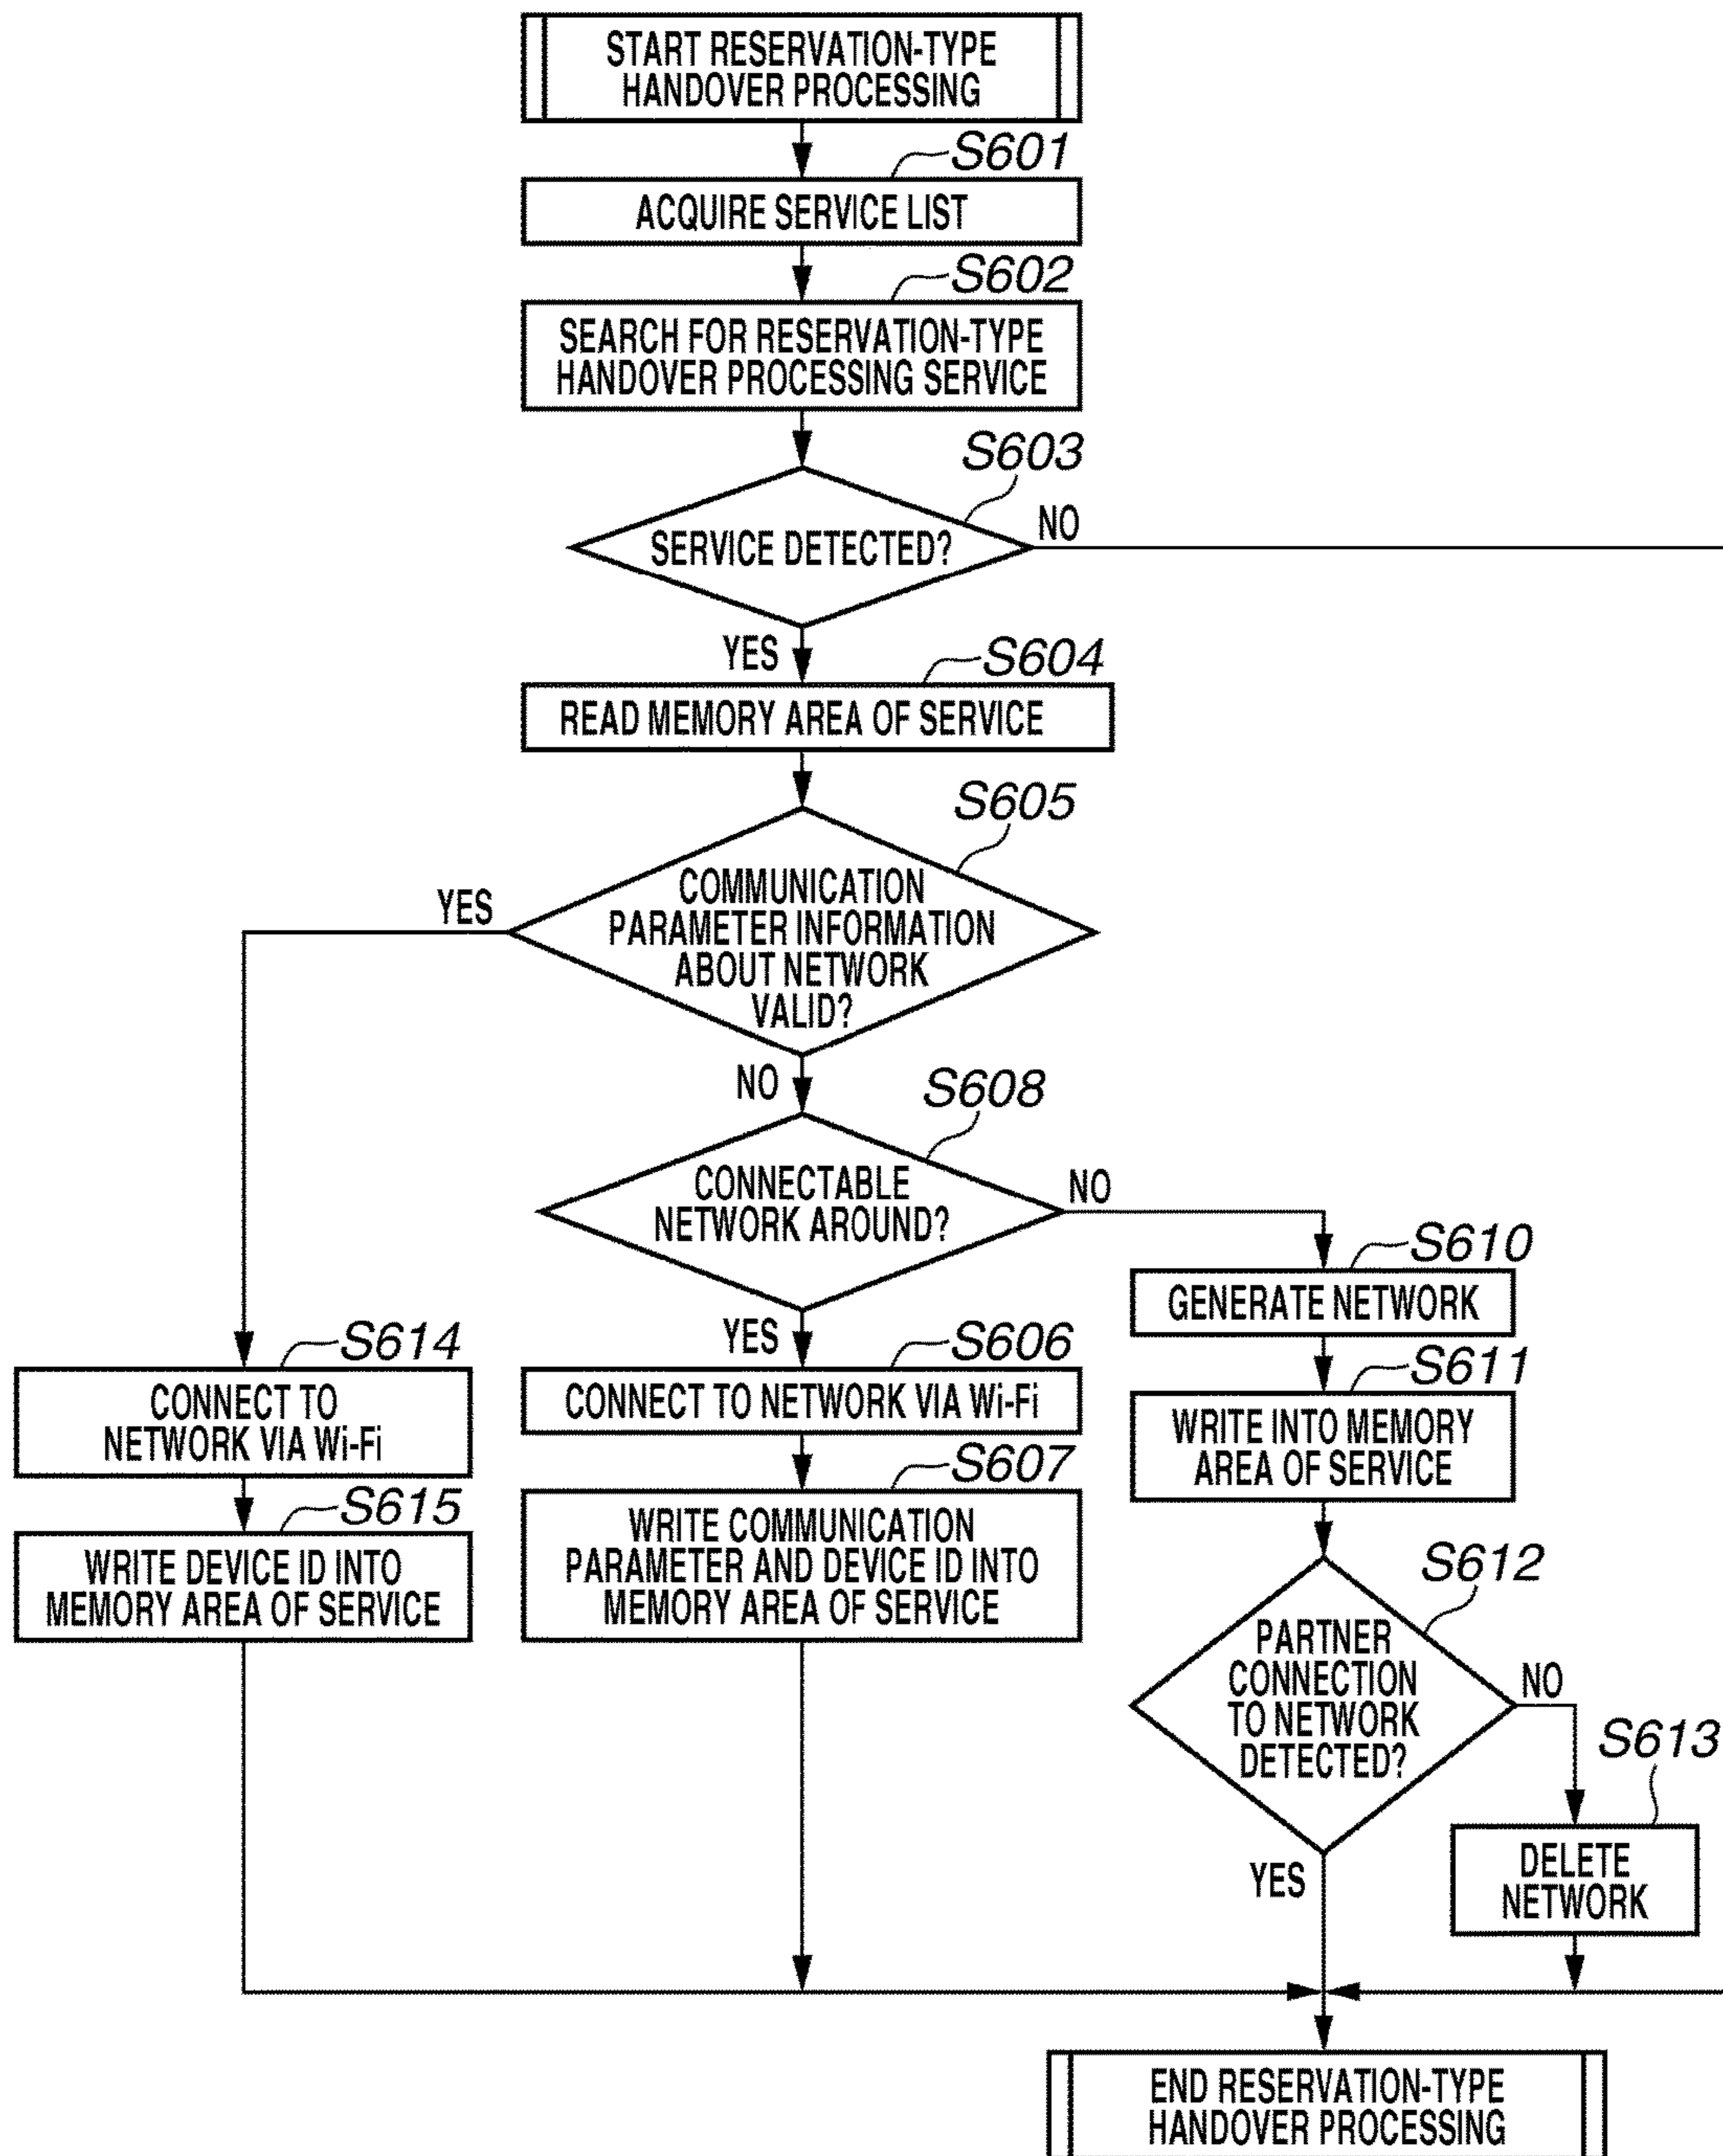 START RESERVATION-TYPE
HANDOVER PROCESSING
S601
ACQUIRE SERVICE LIST
S602
SEARCH FOR RESERVATION-TYPE
HANDOVER PROCESSING SERVICE
S603
SERVICE DETECTED?
NO
YES
S604
READ MEMORY AREA OF SERVICE
S605
COMMUNICATION
PARAMETER INFORMATION
ABOUT NETWORK
VALID?
YES
NO
S608
CONNECTABLE
NETWORK AROUND?
NO
YES
S610
GENERATE NETWORK
S614
CONNECT TO
NETWORK VIA Wi-Fi
S606
CONNECT TO NETWORK VIA Wi-Fi
S611
WRITE INTO MEMORY
AREA OF SERVICE
S615
WRITE DEVICE ID INTO
MEMORY AREA OF SERVICE
S607
WRITE COMMUNICATION
PARAMETER AND DEVICE ID INTO
MEMORY AREA OF SERVICE
S612
PARTNER
CONNECTION
TO NETWORK
DETECTED?
NO
YES
S613
DELETE
NETWORK
END RESERVATION-TYPE
HANDOVER PROCESSING